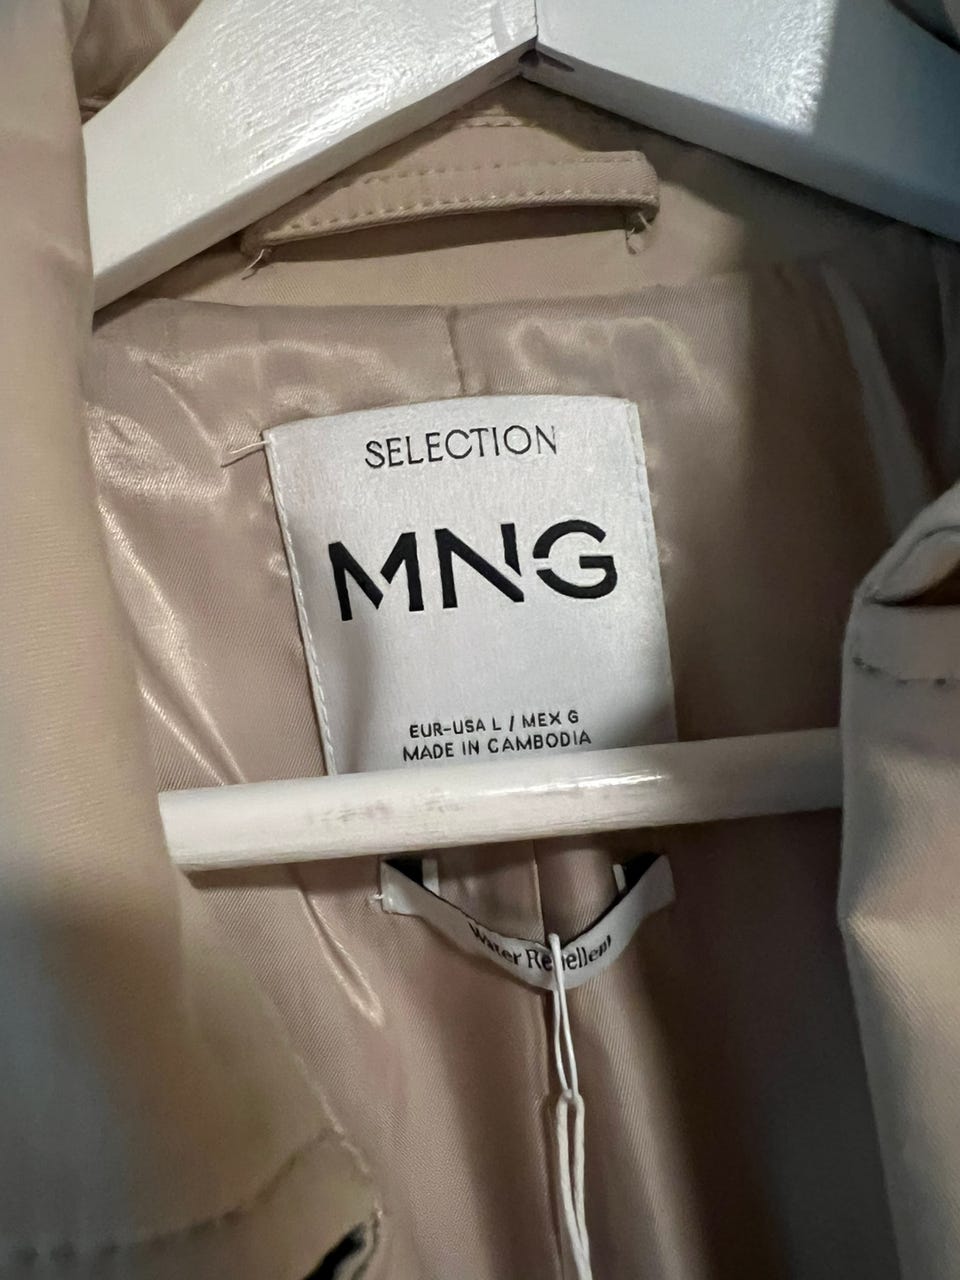 SELECTION
MNG
EUR-USA L / MEX G
MADE IN CAMBODIA
Water Repellent